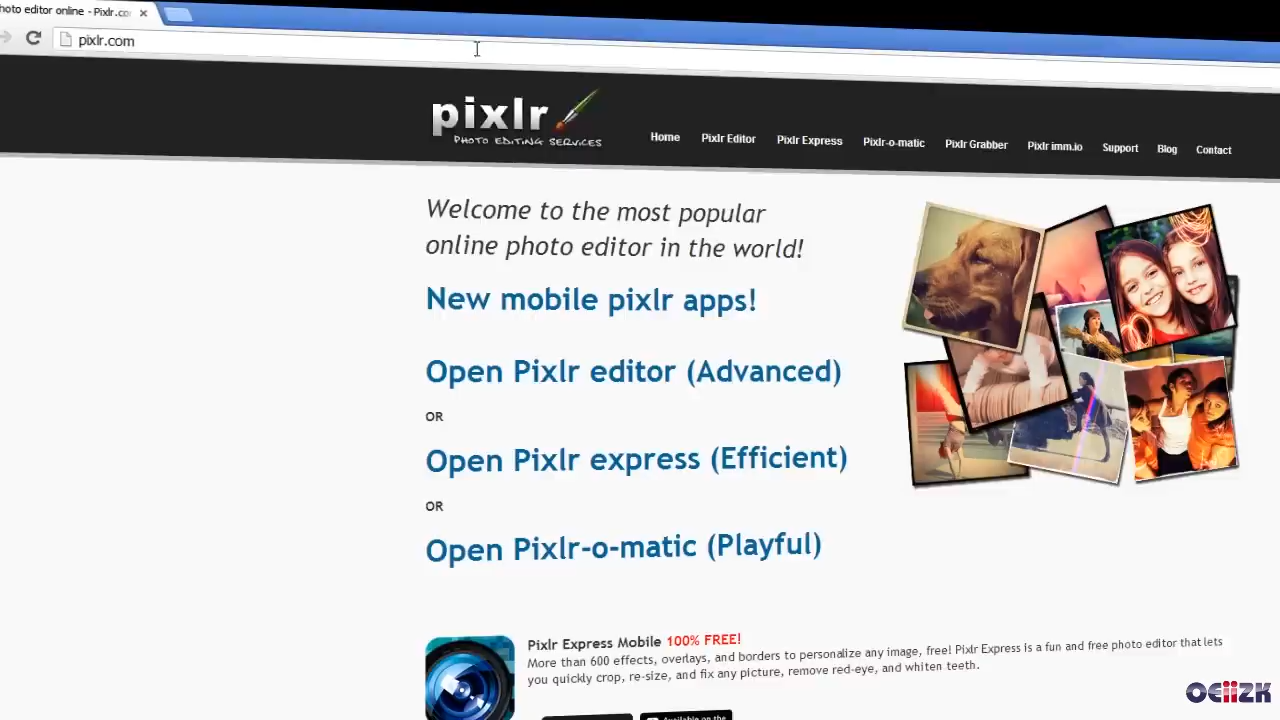 hoto editor online - Pixlr.co
pixlr.com
pixlr
PHOTO EDITING SERVICES
Home Pixlr Editor Pixlr Express Pixlr-o-matic Pixlr Grabber Pixlr imm.io Support Blog Contact
Welcome to the most popular
online photo editor in the world!
New mobile pixlr apps!
Open Pixlr editor (Advanced)
OR
Open Pixlr express (Efficient)
OR
Open Pixlr-o-matic (Playful)
Pixlr Express Mobile 100% FREE!
More than 600 effects, overlays, and borders to personalize any image, free! Pixlr Express is a fun and free photo editor that lets
you quickly crop, re-size, and fix any picture, remove red-eye, and whiten teeth.
Available on the
OEIIZK